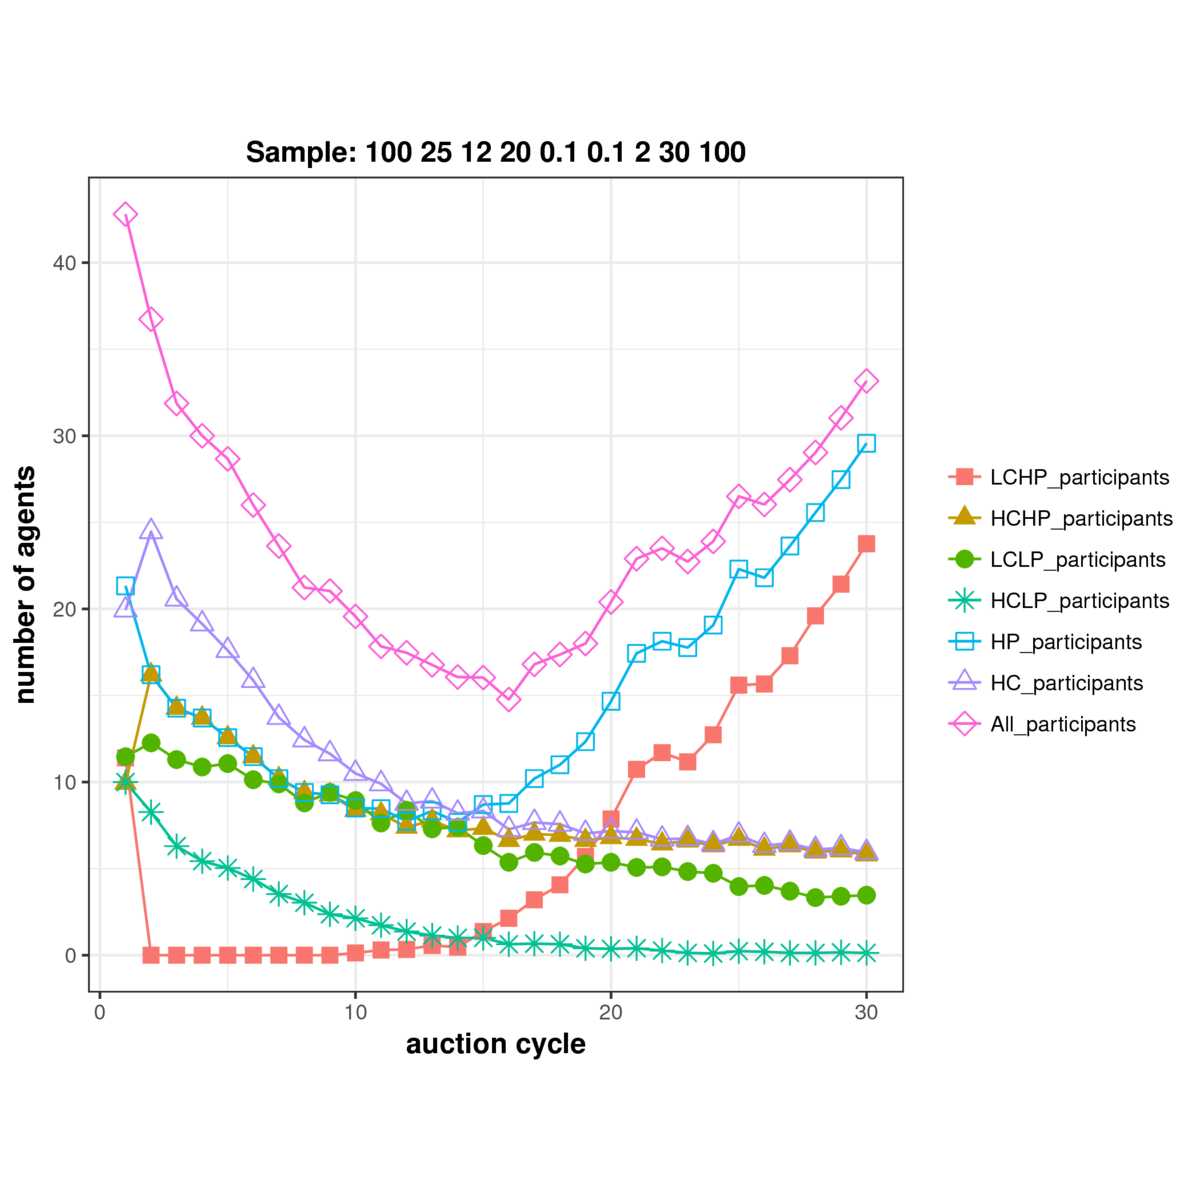 Sample: 100 25 12 20 0.1 0.1 2 30 100
number of agents
40
30
20
10
0
0 10 20 30
auction cycle
LCHP_participants
HCHP_participants
LCLP_participants
HCLP_participants
HP_participants
HC_participants
All_participants